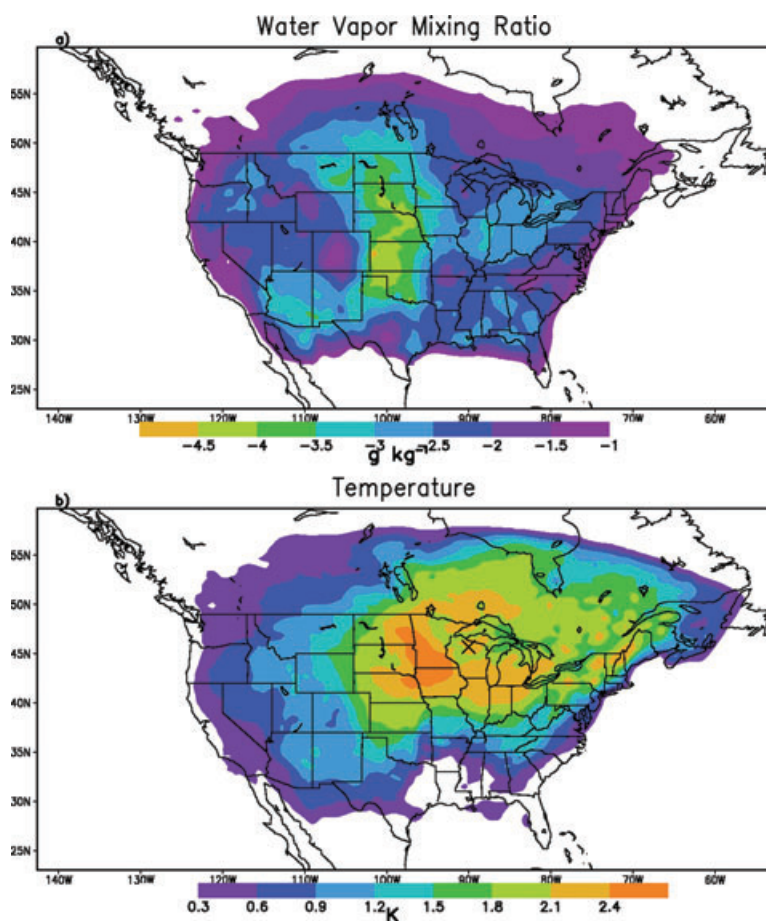 Water Vapor Mixing Ratio
a)
55N
50N
45N
40N
35N
30N
25N
140W 130W 120W 110W 100W 90W 80W 70W 60W
-4.5 -4 -3.5 -3 -2.5 -2 -1.5 -1
g kg⁻¹
Temperature
b)
55N
50N
45N
40N
35N
30N
25N
140W 130W 120W 110W 100W 90W 80W 70W 60W
0.3 0.6 0.9 1.2 1.5 1.8 2.1 2.4
K